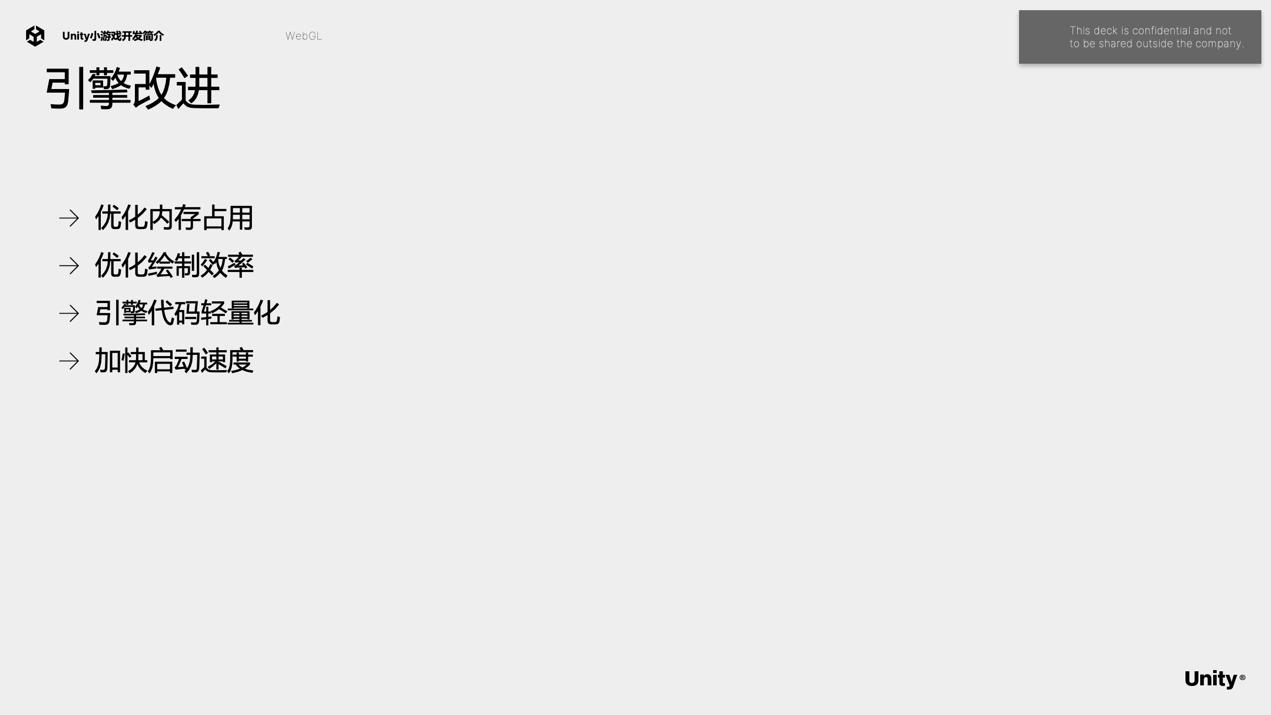 Unity小游戏开发简介
WebGL
This deck is confidential and not
to be shared outside the company.
引擎改进
→ 优化内存占用
→ 优化绘制效率
→ 引擎代码轻量化
→ 加快启动速度
Unity®